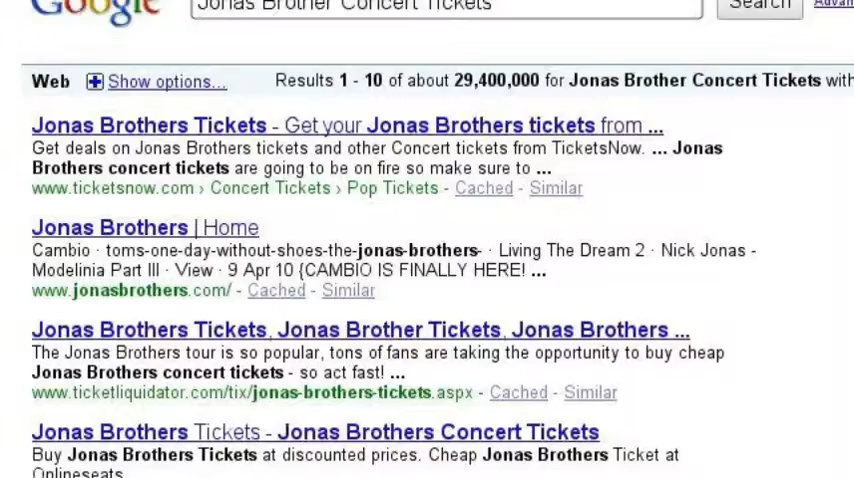 Google
Jonas Brother Concert Tickets
Search
Web Show options... Results 1 - 10 of about 29,400,000 for Jonas Brother Concert Tickets with
Jonas Brothers Tickets - Get your Jonas Brothers tickets from ...
Get deals on Jonas Brothers tickets and other Concert tickets from TicketsNow. ... Jonas
Brothers concert tickets are going to be on fire so make sure to ...
www.ticketsnow.com › Concert Tickets › Pop Tickets - Cached - Similar
Jonas Brothers | Home
Cambio · toms-one-day-without-shoes-the-jonas-brothers- · Living The Dream 2 · Nick Jonas -
Modelinia Part III · View · 9 Apr 10 {CAMBIO IS FINALLY HERE! ...
www.jonasbrothers.com/ - Cached - Similar
Jonas Brothers Tickets, Jonas Brother Tickets, Jonas Brothers ...
The Jonas Brothers tour is so popular, tons of fans are taking the opportunity to buy cheap
Jonas Brothers concert tickets - so act fast! ...
www.ticketliquidator.com/tix/jonas-brothers-tickets.aspx - Cached - Similar
Jonas Brothers Tickets - Jonas Brothers Concert Tickets
Buy Jonas Brothers Tickets at discounted prices. Cheap Jonas Brothers Ticket at
Onlineseats